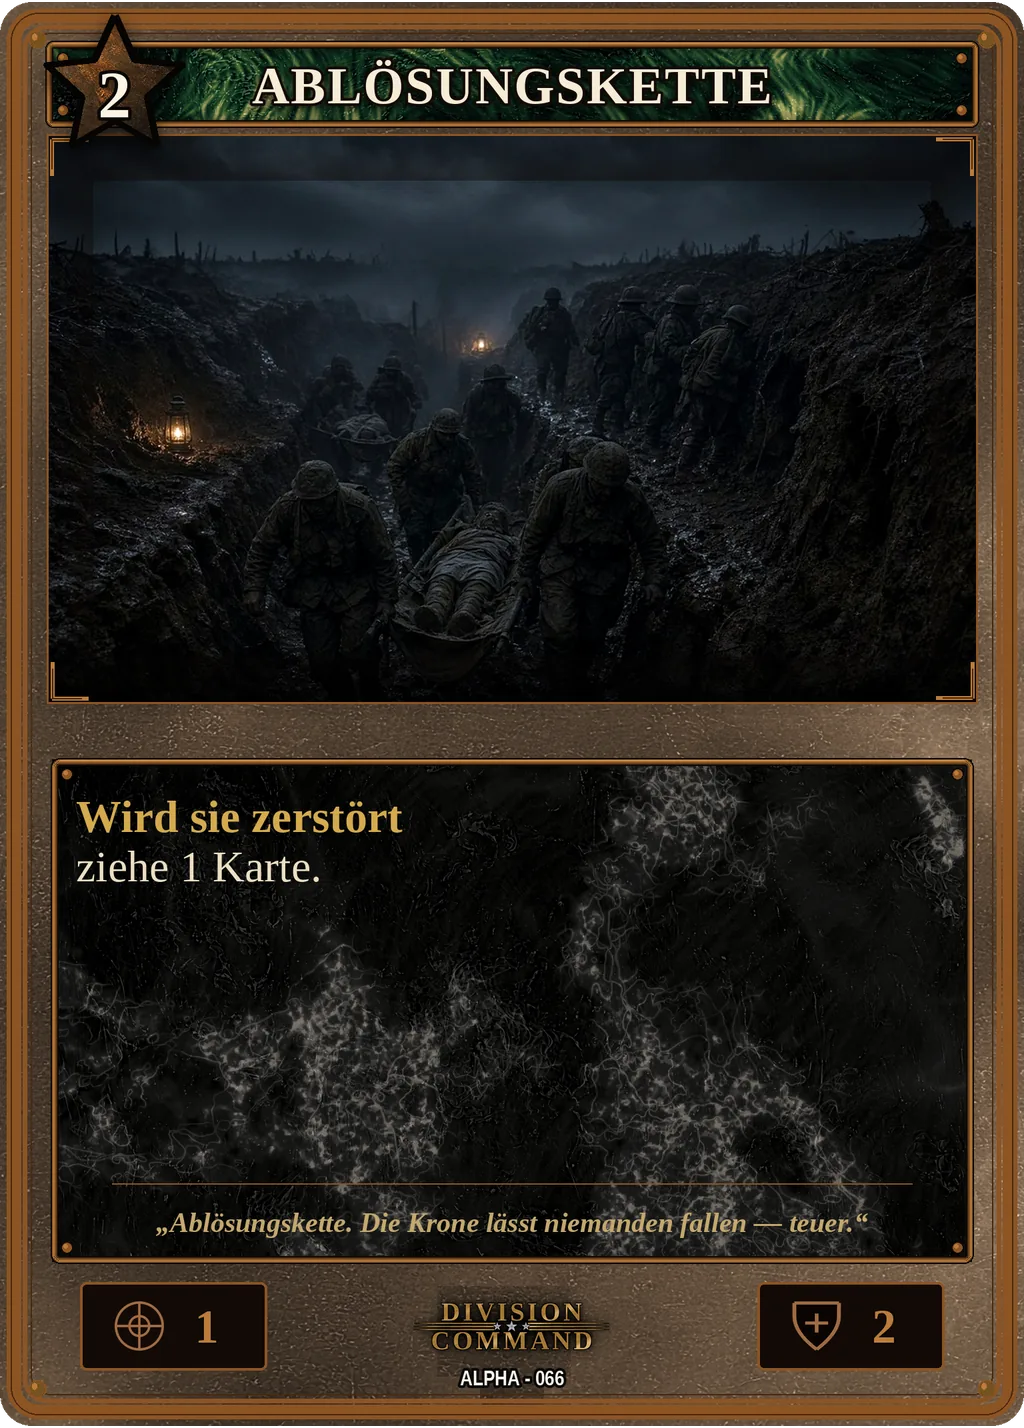 2
ABLÖSUNGSKETTE
Wird sie zerstört
ziehe 1 Karte.
„Ablösungskette. Die Krone lässt niemanden fallen — teuer.“
1
DIVISION
COMMAND
2
ALPHA - 066